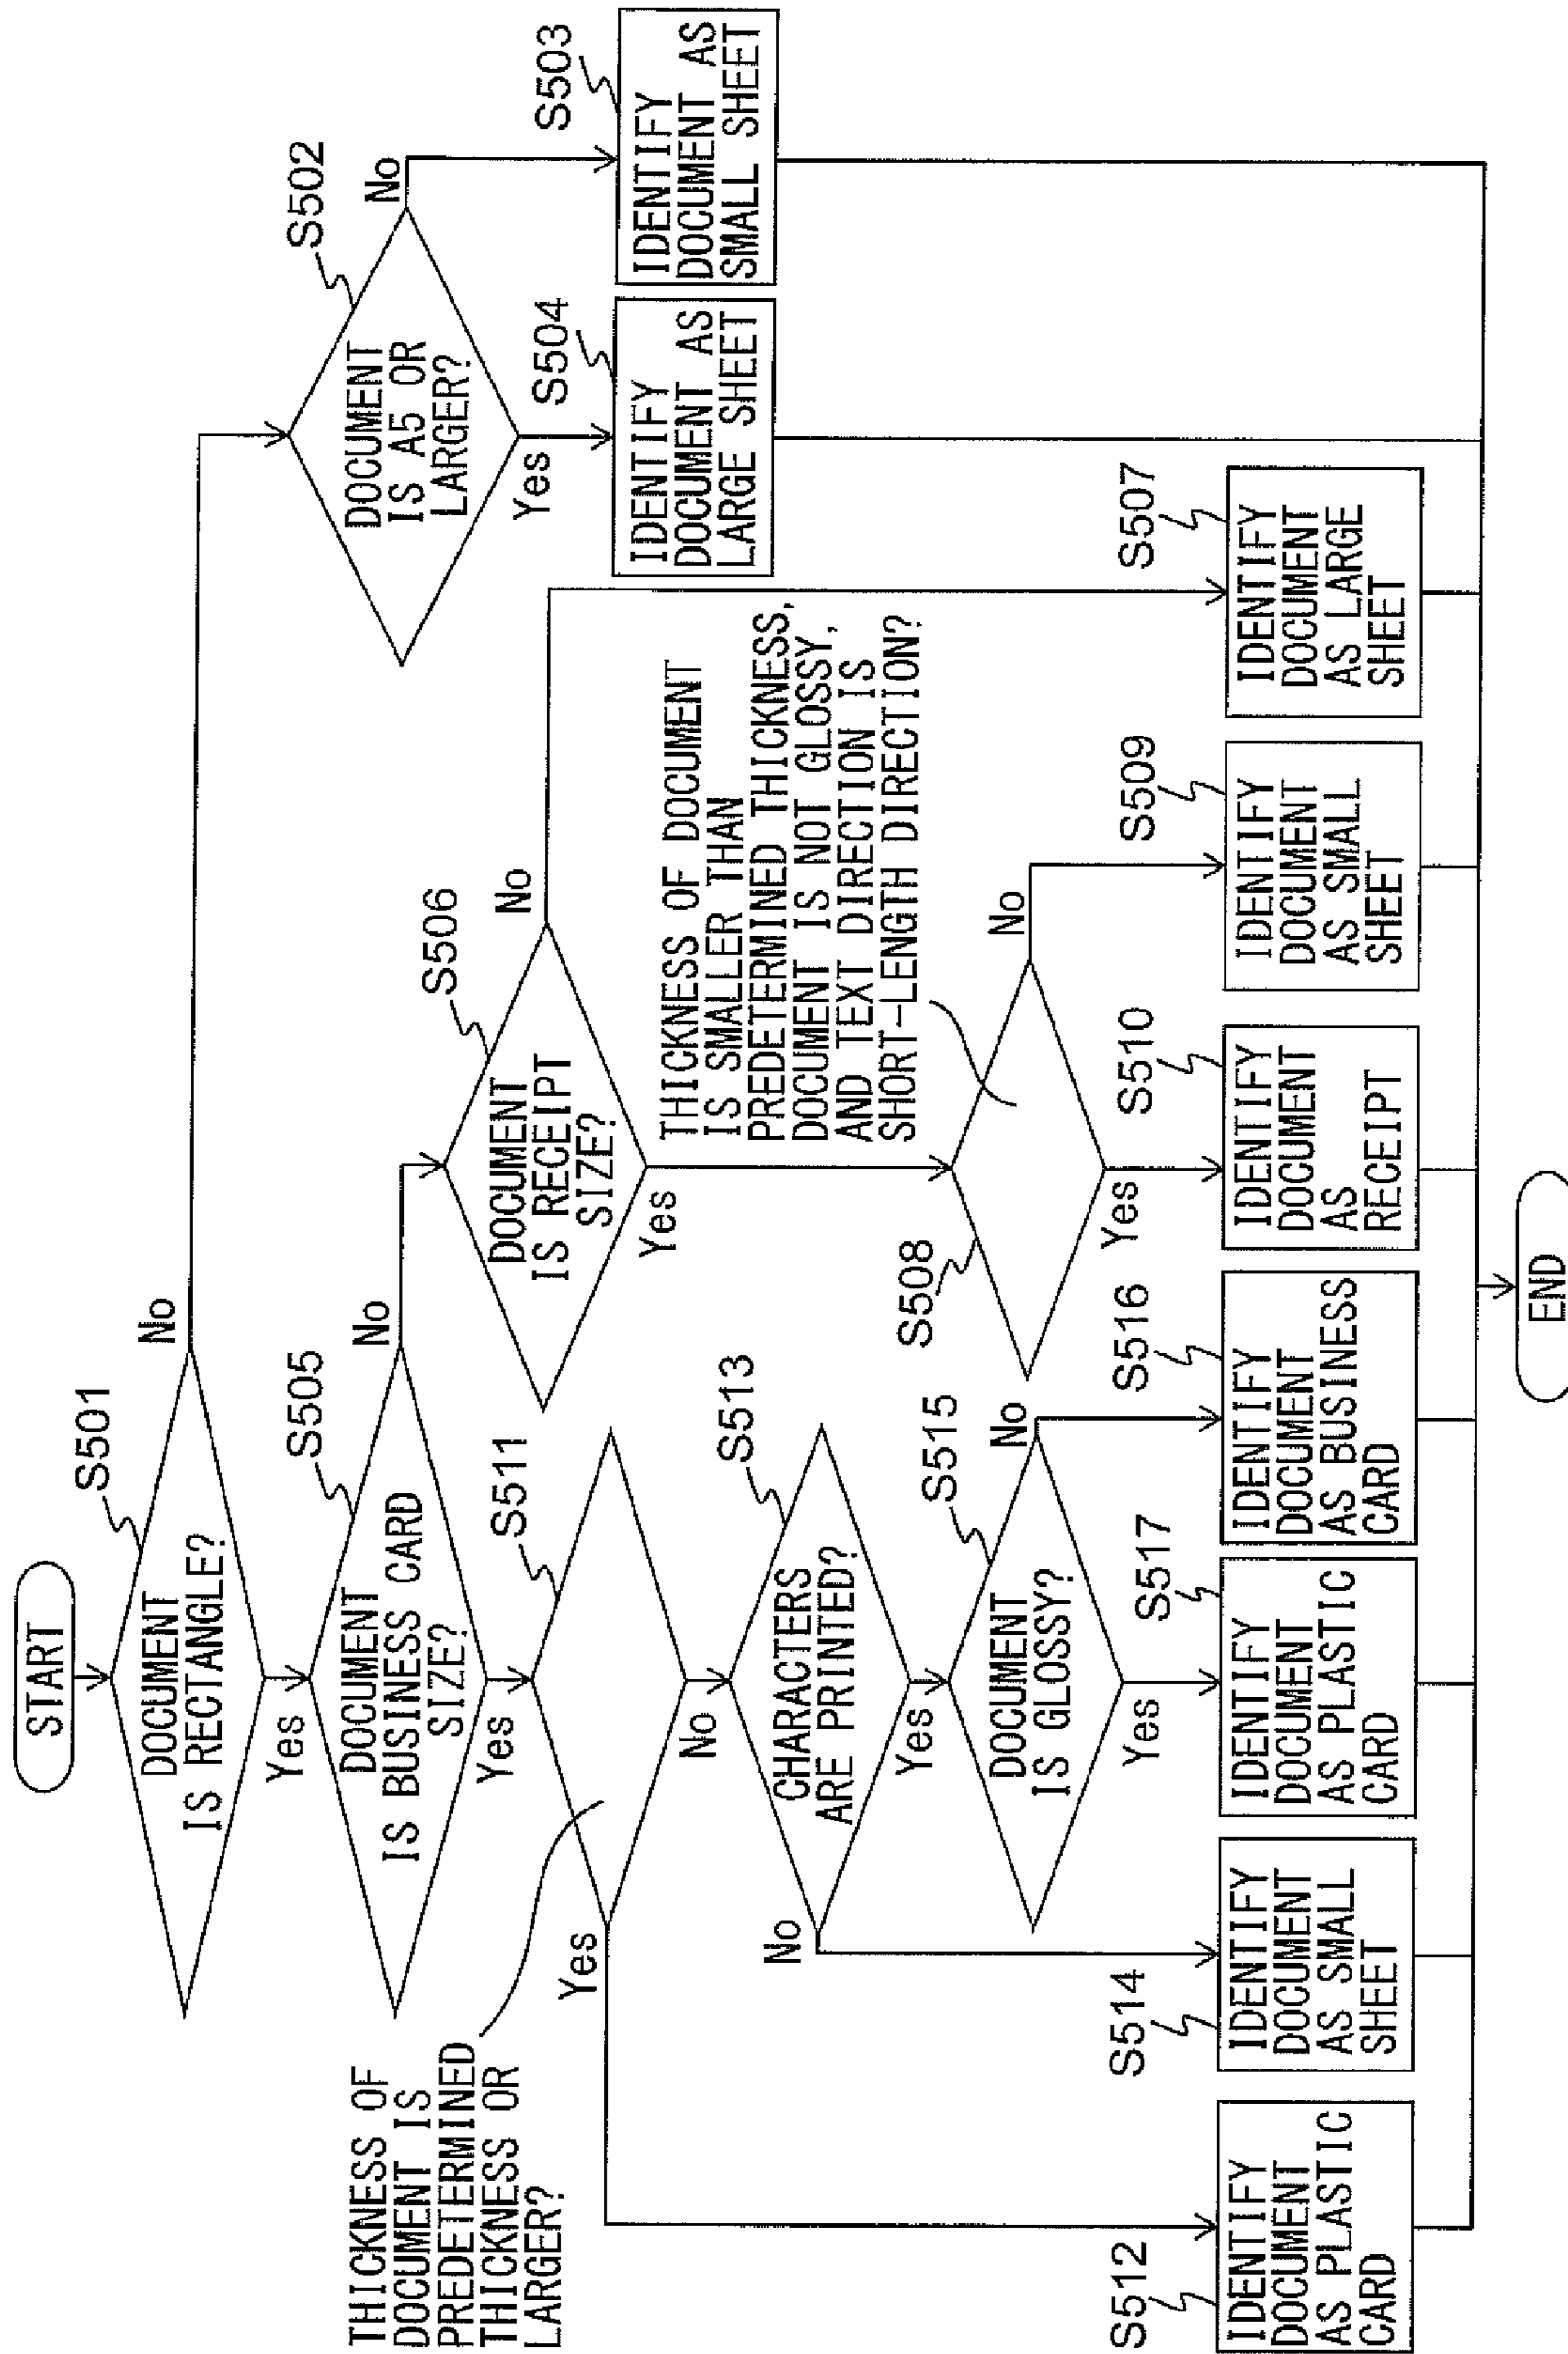 START
S501
DOCUMENT
IS RECTANGLE?
No
Yes
S502
DOCUMENT
IS A5 OR
LARGER?
No
Yes
S503
IDENTIFY
DOCUMENT AS
SMALL SHEET
S504
IDENTIFY
DOCUMENT AS
LARGE SHEET
S505
DOCUMENT
IS BUSINESS CARD
SIZE?
No
Yes
S506
DOCUMENT
IS RECEIPT
SIZE?
No
Yes
S507
IDENTIFY
DOCUMENT
AS LARGE
SHEET
THICKNESS OF DOCUMENT
IS SMALLER THAN
PREDETERMINED THICKNESS,
DOCUMENT IS NOT GLOSSY,
AND TEXT DIRECTION IS
SHORT-LENGTH DIRECTION?
S508
No
Yes
S509
IDENTIFY
DOCUMENT
AS SMALL
SHEET
S510
IDENTIFY
DOCUMENT
AS
RECEIPT
THICKNESS OF
DOCUMENT IS
PREDETERMINED
THICKNESS OR
LARGER?
S511
Yes
No
S512
IDENTIFY
DOCUMENT
AS PLASTIC
CARD
S513
CHARACTERS
ARE PRINTED?
No
Yes
S514
IDENTIFY
DOCUMENT
AS SMALL
SHEET
S515
DOCUMENT
IS GLOSSY?
No
Yes
S516
IDENTIFY
DOCUMENT
AS BUSINESS
CARD
S517
IDENTIFY
DOCUMENT
AS PLASTIC
CARD
END